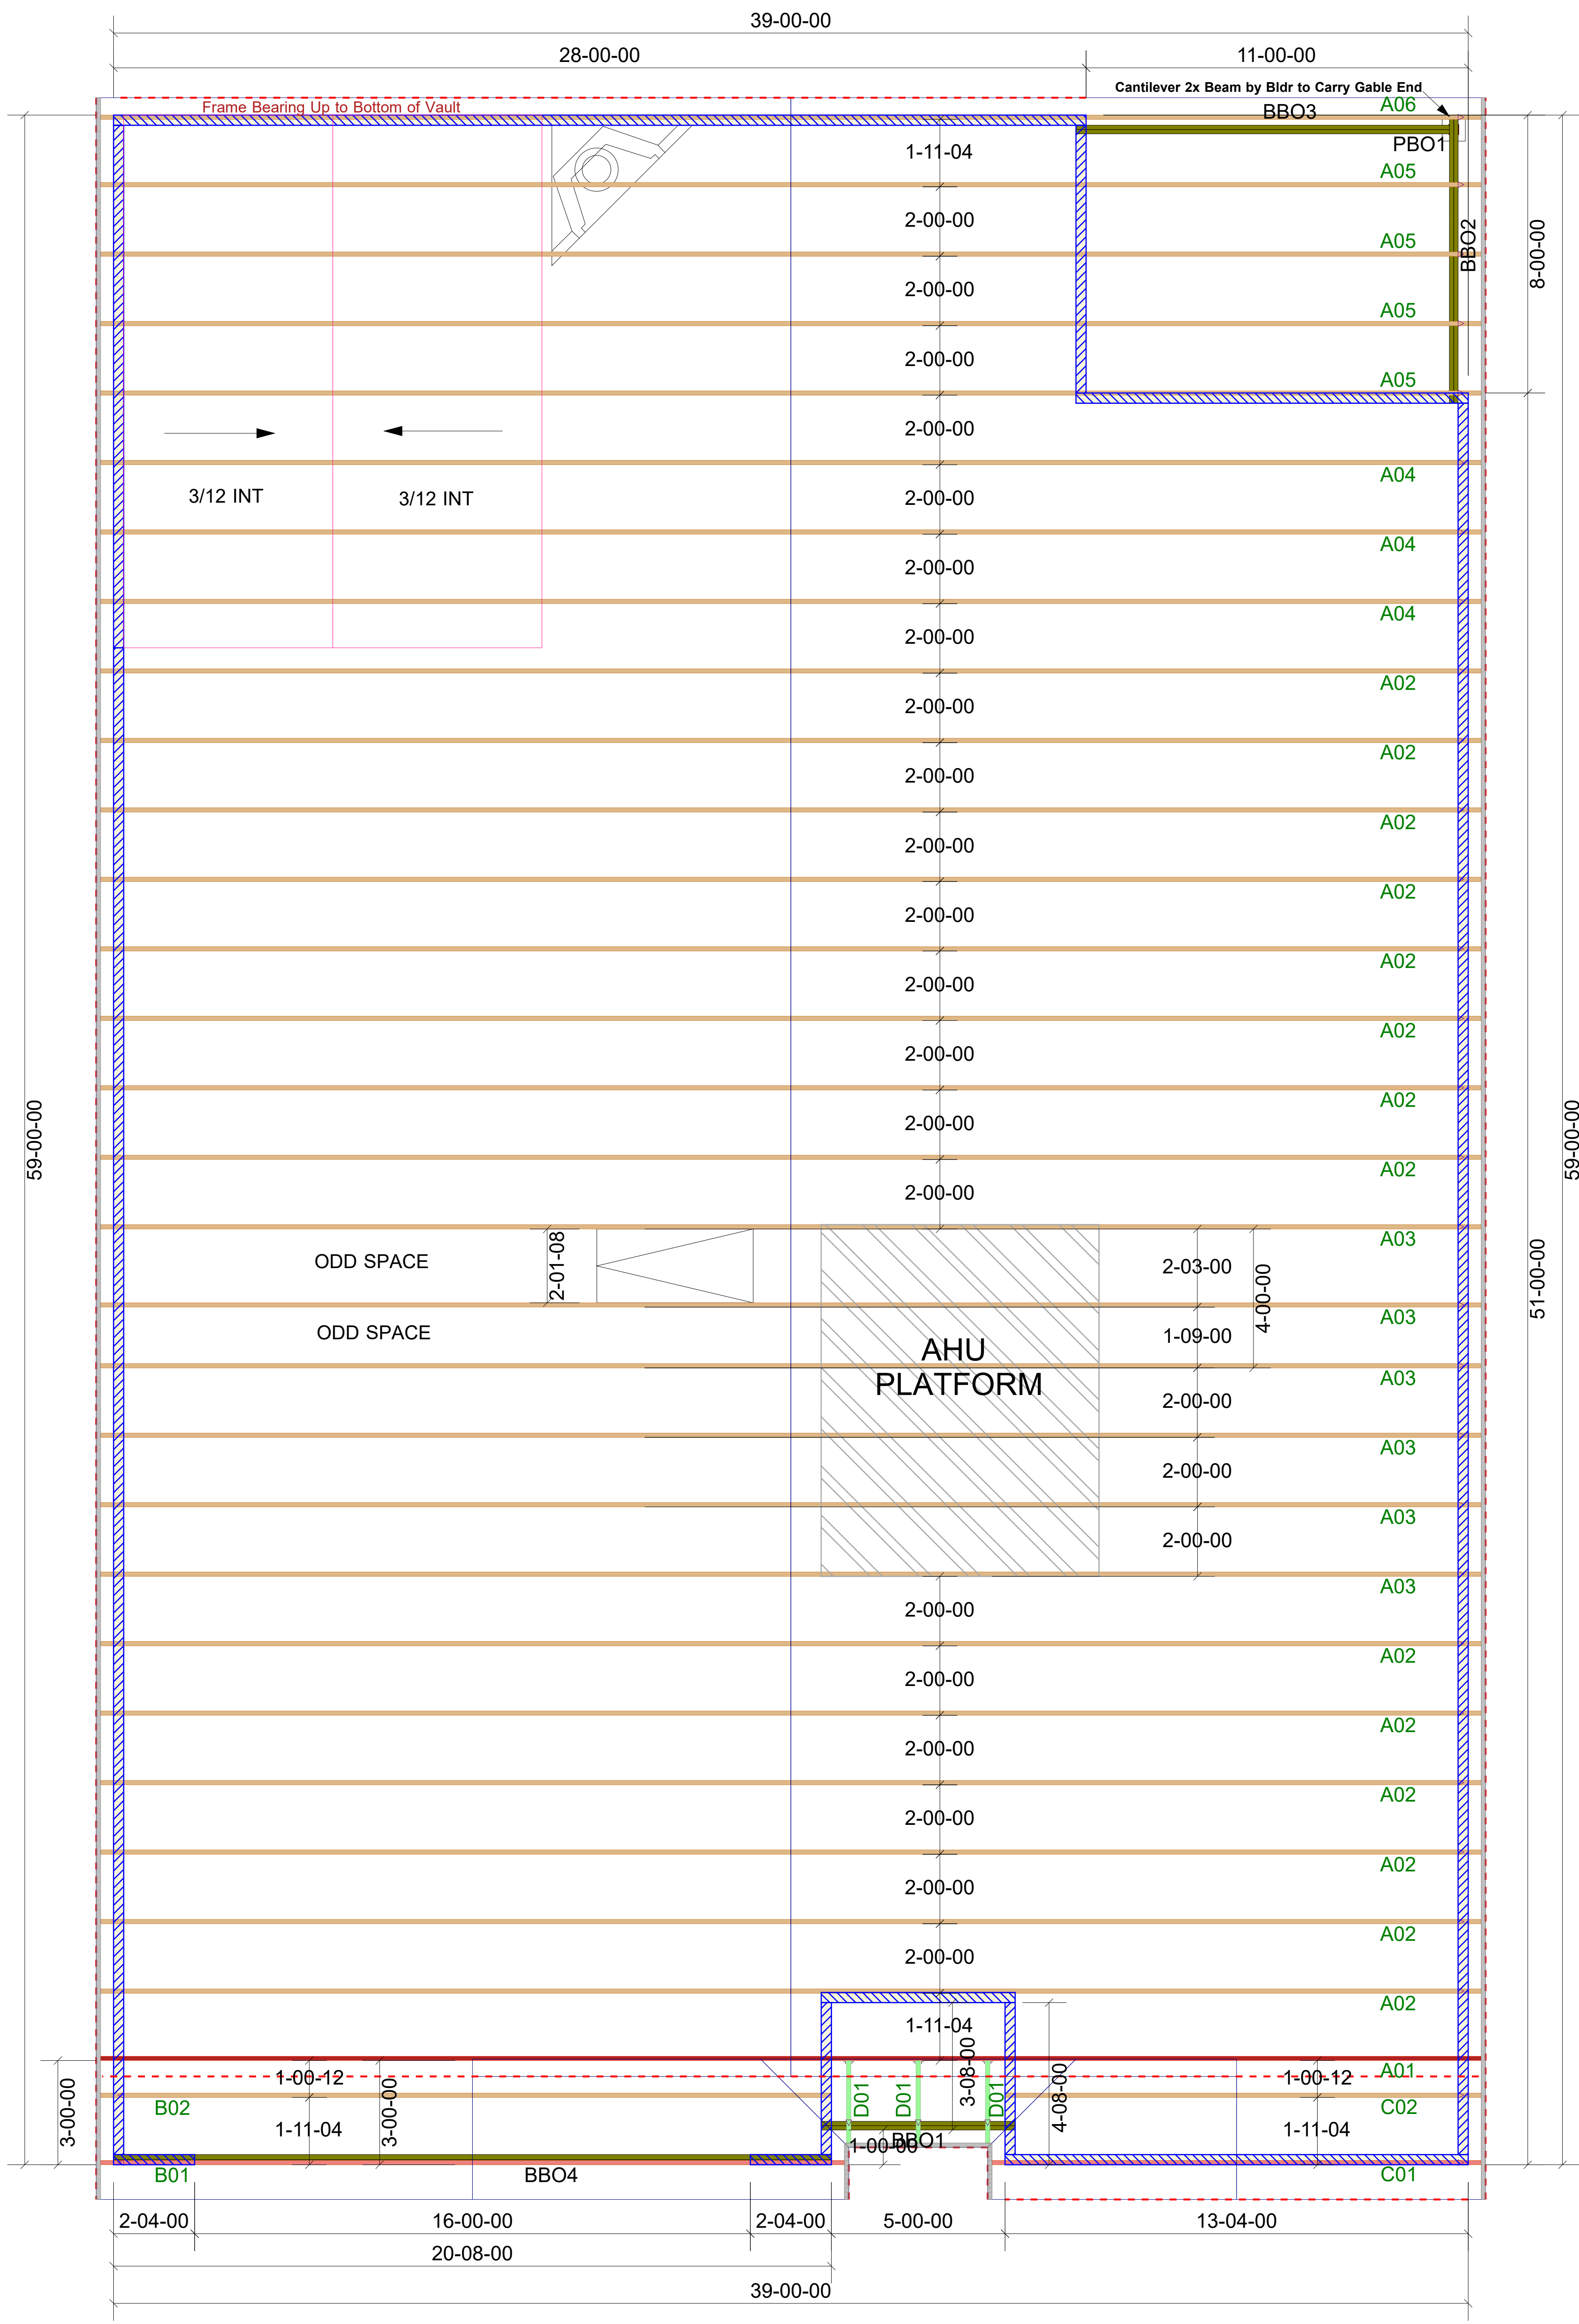 39-00-00
28-00-00
11-00-00
Cantilever 2x Beam by Bldr to Carry Gable End
Frame Bearing Up to Bottom of Vault
A06
BBO3
PBO1
1-11-04
A05
2-00-00
BBO2
8-00-00
A05
2-00-00
A05
2-00-00
A05
2-00-00
3/12 INT
3/12 INT
2-00-00
A04
2-00-00
A04
2-00-00
A04
2-00-00
A02
2-00-00
A02
2-00-00
A02
2-00-00
A02
2-00-00
A02
2-00-00
A02
2-00-00
A02
59-00-00
59-00-00
2-00-00
A02
A03
ODD SPACE
2-01-08
2-03-00
4-00-00
51-00-00
A03
ODD SPACE
1-09-00
AHU
PLATFORM
A03
2-00-00
A03
2-00-00
A03
2-00-00
A03
2-00-00
A02
2-00-00
A02
2-00-00
A02
2-00-00
A02
2-00-00
A02
2-00-00
A02
1-11-04
3-08-00
4-08-00
A01
1-00-12
1-00-12
3-00-00
3-00-00
B02
D01
D01
D01
C02
1-11-04
1-11-04
BBO1
1-00-00
B01
BBO4
C01
2-04-00
16-00-00
2-04-00
5-00-00
13-04-00
20-08-00
39-00-00